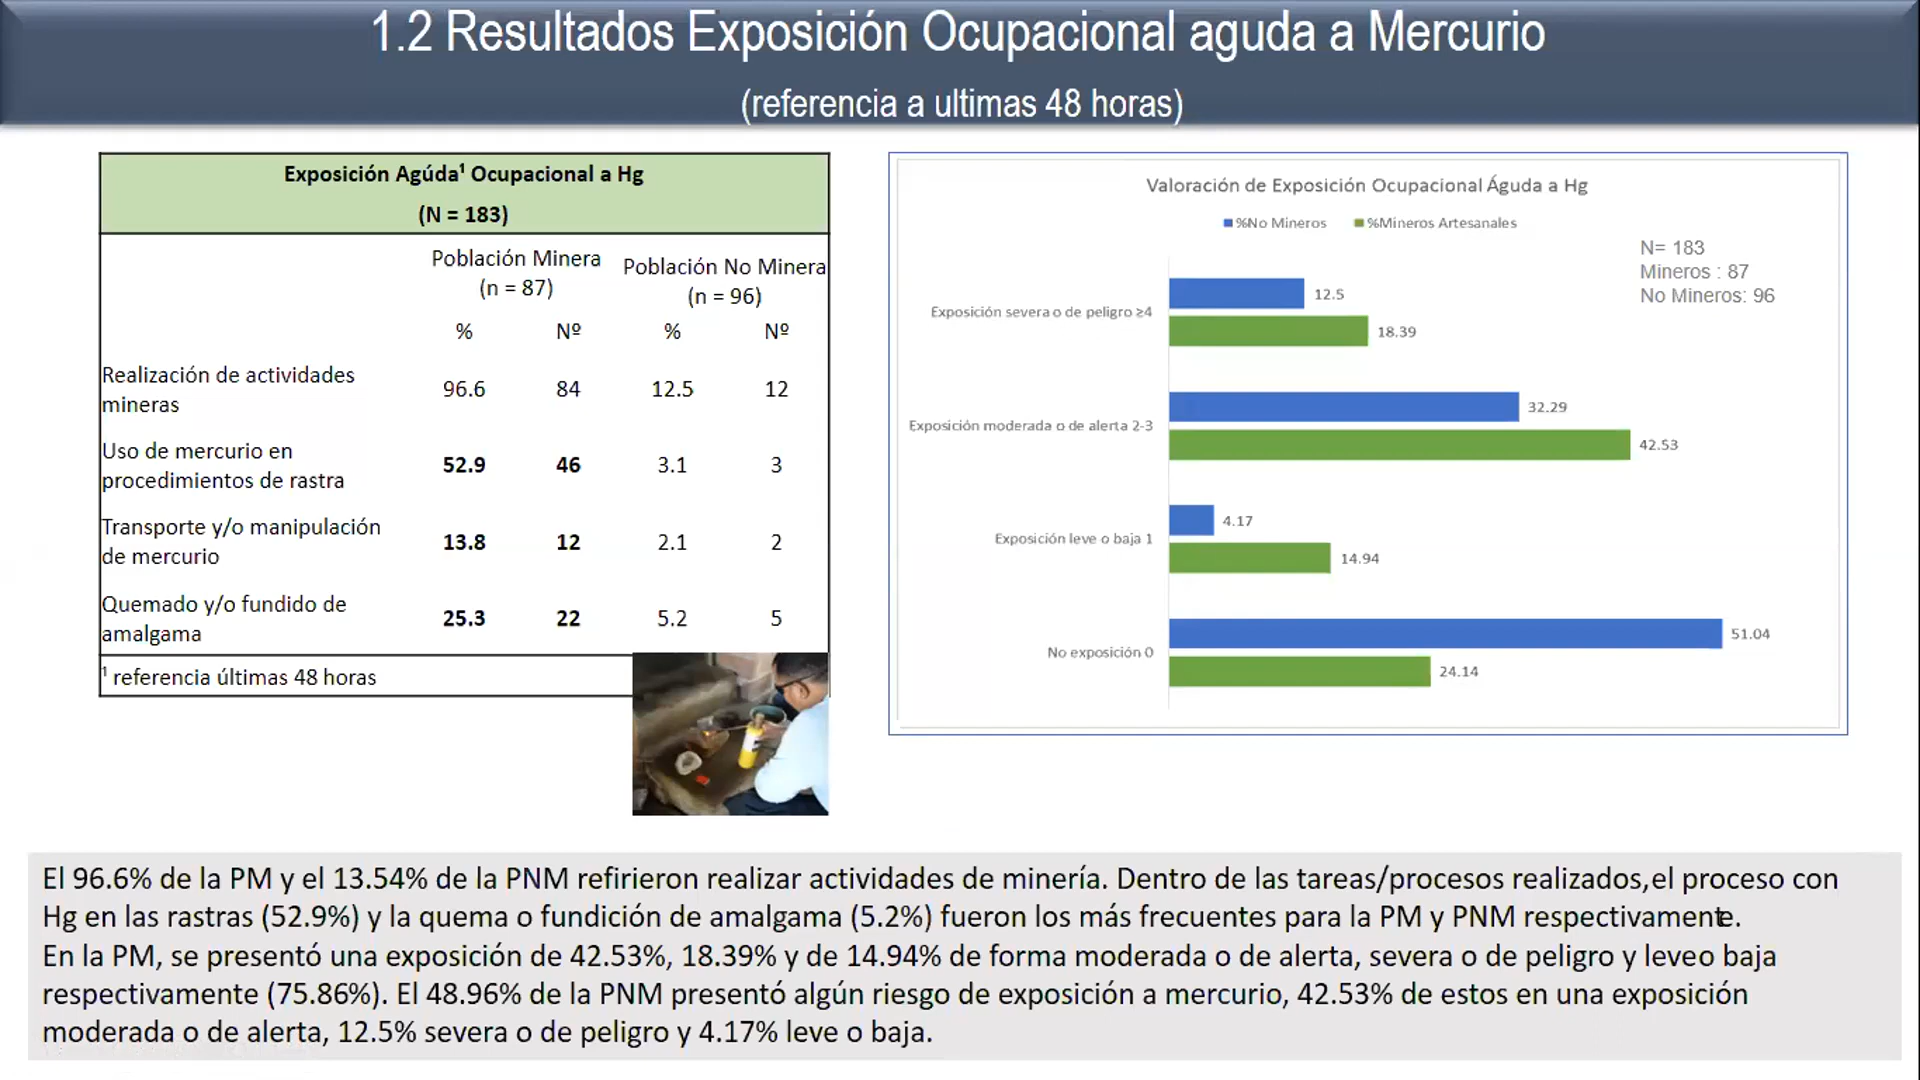 1.2 Resultados Exposición Ocupacional aguda a Mercurio
(referencia a ultimas 48 horas)
Exposición Agúda¹ Ocupacional a Hg
(N = 183)
Población Minera
(n = 87)
Población No Minera
(n = 96)
% Nº % Nº
Realización de actividades
mineras
96.6 84 12.5 12
Uso de mercurio en
procedimientos de rastra
52.9 46 3.1 3
Transporte y/o manipulación
de mercurio
13.8 12 2.1 2
Quemado y/o fundido de
amalgama
25.3 22 5.2 5
¹ referencia últimas 48 horas
Valoración de Exposición Ocupacional Águda a Hg
%No Mineros %Mineros Artesanales
N= 183
Mineros : 87
No Mineros: 96
Exposición severa o de peligro ≥4
12.5
18.39
Exposición moderada o de alerta 2-3
32.29
42.53
Exposición leve o baja 1
4.17
14.94
No exposición 0
51.04
24.14
El 96.6% de la PM y el 13.54% de la PNM refirieron realizar actividades de minería. Dentro de las tareas/procesos realizados,el proceso con
Hg en las rastras (52.9%) y la quema o fundición de amalgama (5.2%) fueron los más frecuentes para la PM y PNM respectivamente.
En la PM, se presentó una exposición de 42.53%, 18.39% y de 14.94% de forma moderada o de alerta, severa o de peligro y leveo baja
respectivamente (75.86%). El 48.96% de la PNM presentó algún riesgo de exposición a mercurio, 42.53% de estos en una exposición
moderada o de alerta, 12.5% severa o de peligro y 4.17% leve o baja.